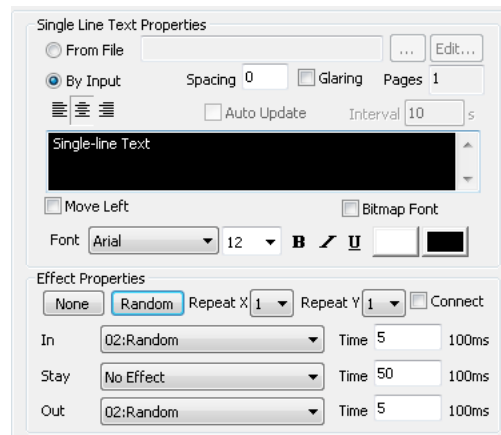 Single Line Text Properties
From File ... Edit...
By Input Spacing 0 Glaring Pages 1
Auto Update Interval 10 s
Single-line Text
Move Left Bitmap Font
Font Arial 12 B I U
Effect Properties
None Random Repeat X 1 Repeat Y 1 Connect
In 02:Random Time 5 100ms
Stay No Effect Time 50 100ms
Out 02:Random Time 5 100ms